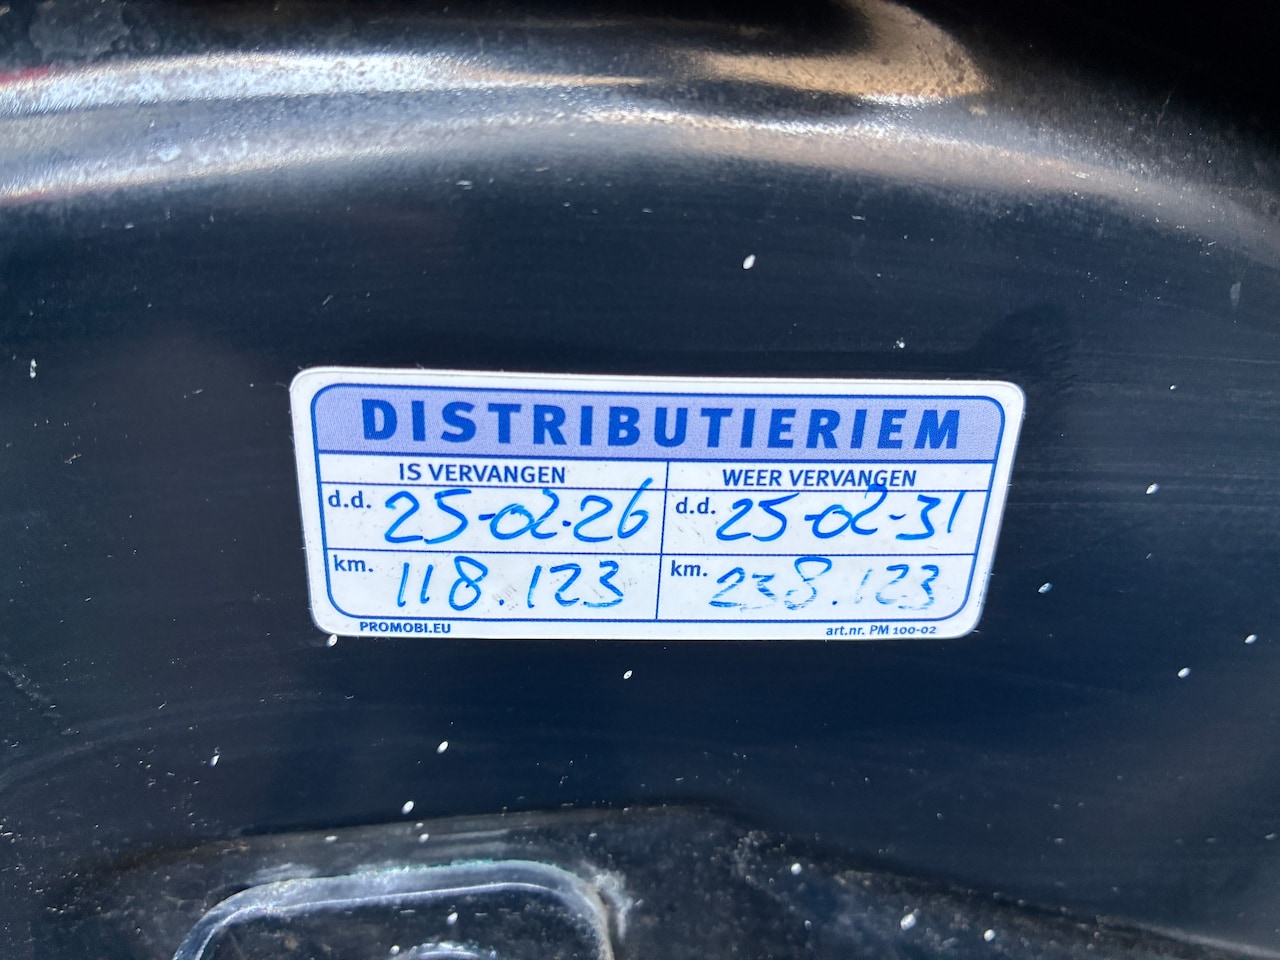 DISTRIBUTIERIEM
IS VERVANGEN WEER VERVANGEN
d.d. 25-02-26 d.d. 25-02-31
km. 118.123 km. 238.123
PROMOBI.EU art.nr. PM 100-02